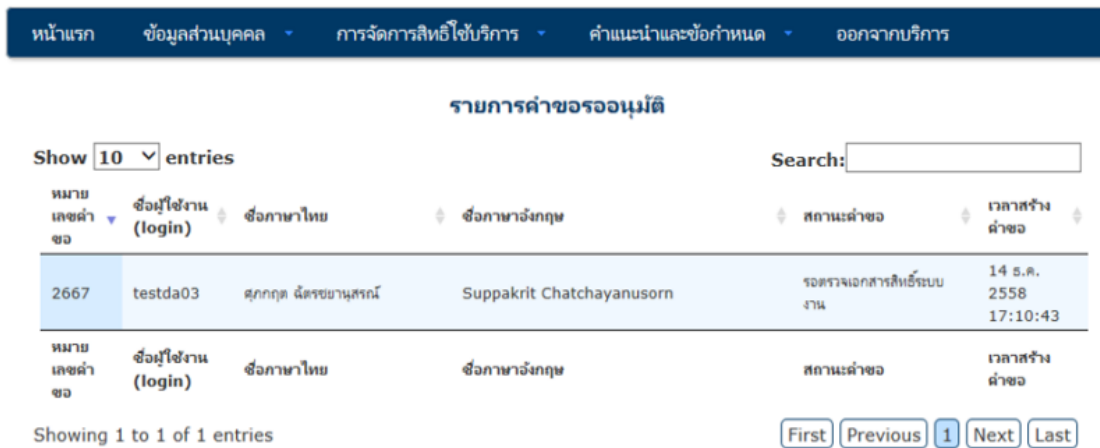 หน้าแรก ข้อมูลส่วนบุคคล การจัดการสิทธิ์ใช้บริการ คำแนะนำและข้อกำหนด ออกจากบริการ
รายการคำขอรออนุมัติ
Show 10 entries Search:
หมาย
เลขคำ
ขอ
ชื่อผู้ใช้งาน
(login)
ชื่อภาษาไทย
ชื่อภาษาอังกฤษ
สถานะคำขอ
เวลาสร้าง
คำขอ
2667
testda03
ศุภกฤต ฉัตรชยานุสรณ์
Suppakrit Chatchayanusorn
รอตรวจเอกสารสิทธิ์ระบบ
งาน
14 ธ.ค.
2558
17:10:43
หมาย
เลขคำ
ขอ
ชื่อผู้ใช้งาน
(login)
ชื่อภาษาไทย
ชื่อภาษาอังกฤษ
สถานะคำขอ
เวลาสร้าง
คำขอ
Showing 1 to 1 of 1 entries First Previous 1 Next Last